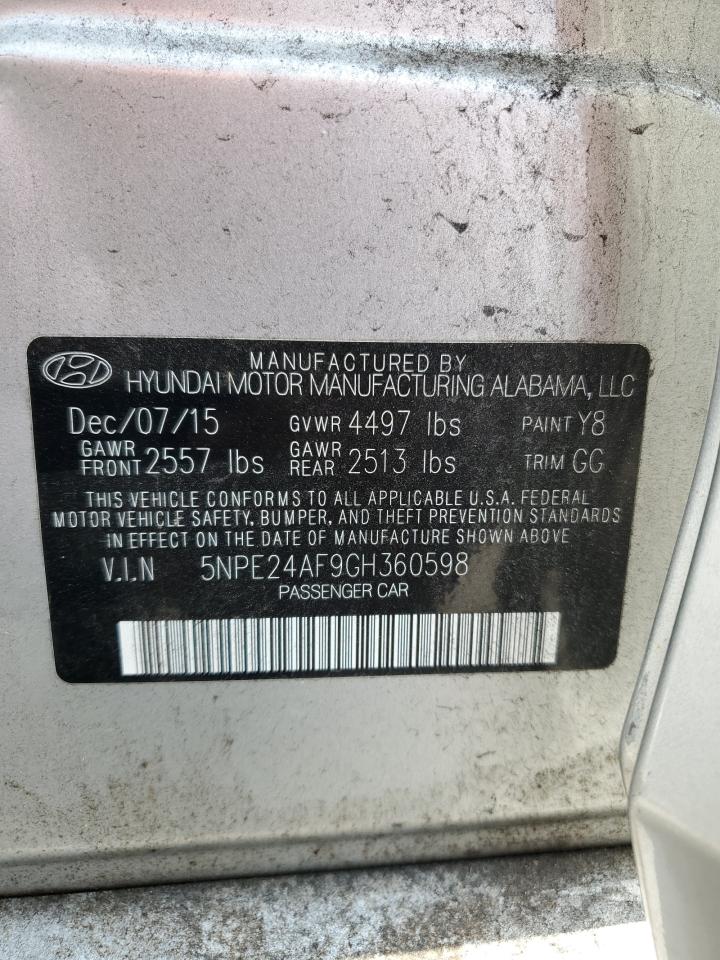 MANUFACTURED BY
HYUNDAI MOTOR MANUFACTURING ALABAMA, LLC
Dec/07/15 GVWR 4497 lbs PAINT Y8
GAWR FRONT 2557 lbs GAWR REAR 2513 lbs TRIM GG
THIS VEHICLE CONFORMS TO ALL APPLICABLE U.S.A. FEDERAL
MOTOR VEHICLE SAFETY, BUMPER, AND THEFT PREVENTION STANDARDS
IN EFFECT ON THE DATE OF MANUFACTURE SHOWN ABOVE
V.I.N 5NPE24AF9GH360598
PASSENGER CAR